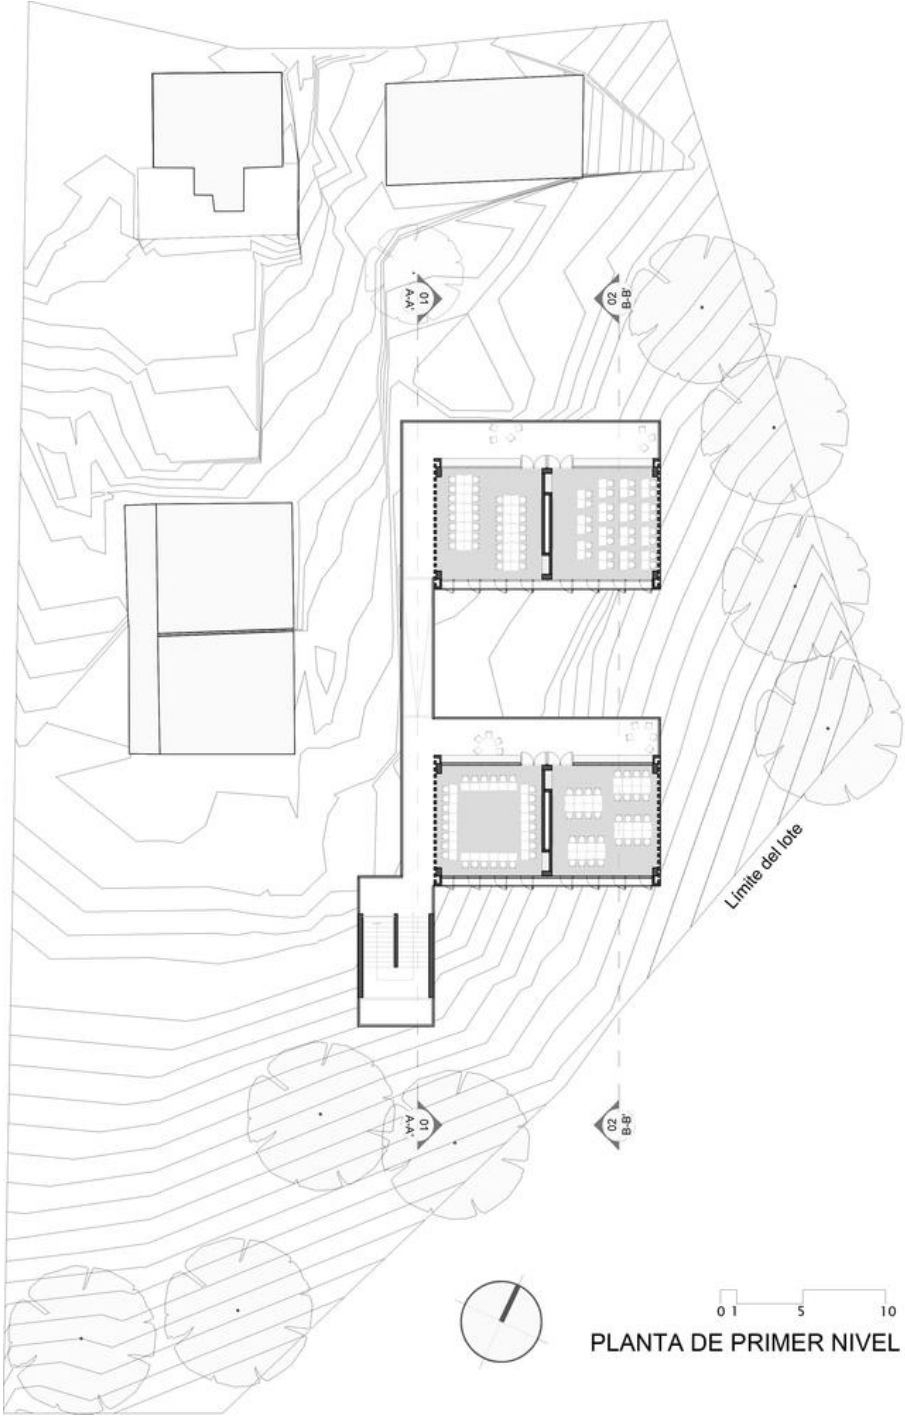 01
A-A'
02
B-B'
Límite del lote
01
A-A'
02
B-B'
0 1 5 10
PLANTA DE PRIMER NIVEL